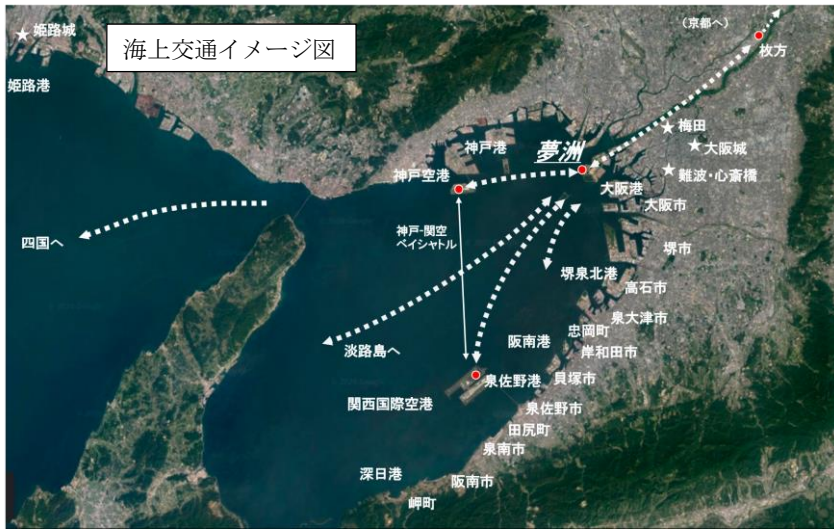 海上交通イメージ図
姫路城
姫路港
(京都へ)
枚方
梅田
大阪城
難波・心斎橋
夢洲
神戸港
神戸空港
大阪港
大阪市
四国へ
神戸-関空
ベイシャトル
堺市
堺泉北港
高石市
泉大津市
忠岡町
阪南港
岸和田市
淡路島へ
貝塚市
泉佐野港
関西国際空港
泉佐野市
田尻町
泉南市
深日港
阪南市
岬町